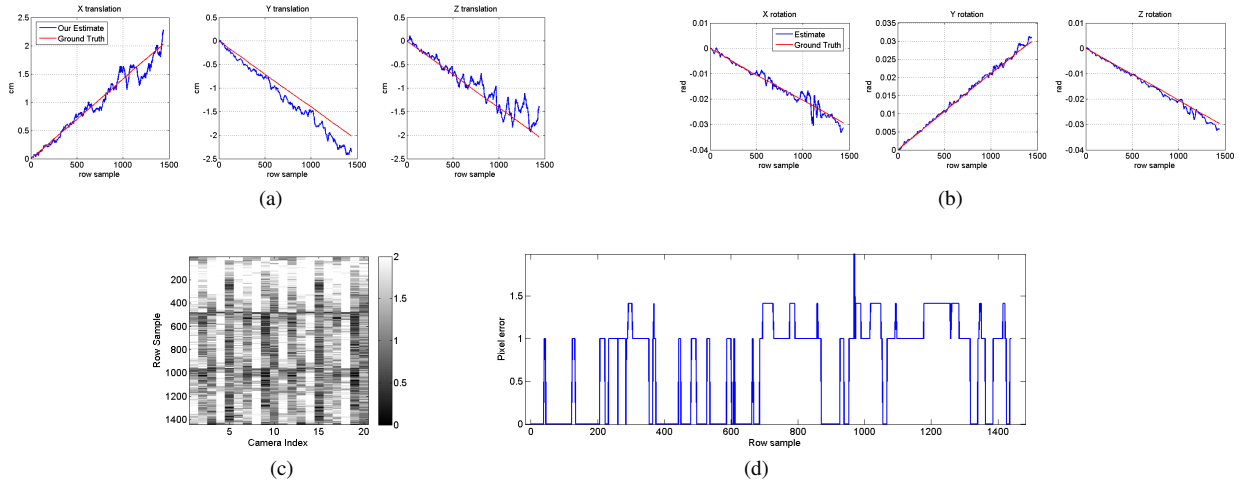 X translation
Y translation
Z translation
Our Estimate
Ground Truth
2.5
2
1.5
1
0.5
0
cm
0 500 1000 1500
row sample
0.5
0
-0.5
-1
-1.5
-2
-2.5
cm
0 500 1000 1500
row sample
0.5
0
-0.5
-1
-1.5
-2
-2.5
cm
0 500 1000 1500
row sample
(a)
X rotation
Y rotation
Z rotation
Estimate
Ground Truth
0.01
0
-0.01
-0.02
-0.03
-0.04
rad
0 500 1000 1500
row sample
0.035
0.030
0.025
0.02
0.015
0.01
0.005
0
rad
0 500 1000 1500
row sample
0.01
0
-0.01
-0.02
-0.03
-0.04
rad
0 500 1000 1500
row sample
(b)
200
400
600
800
1000
1200
1400
Row Sample
5 10 15 20
Camera Index
2
1.5
1
0.5
0
(c)
1.5
1
0.5
0
Pixel error
0 200 400 600 800 1000 1200 1400
Row sample
(d)